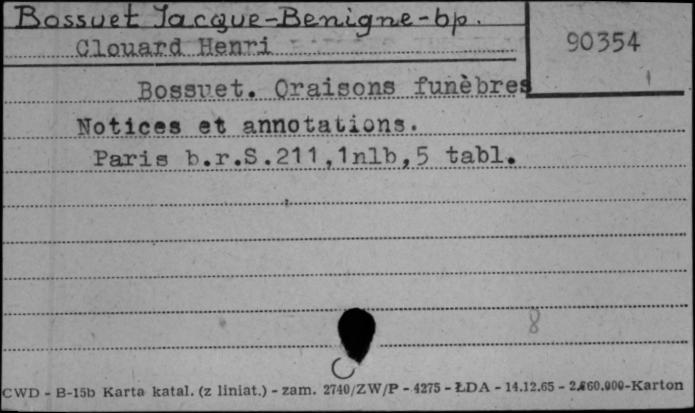 Bossuet Jacque-Benigne-bp.
90354
Clouard Henri
1
Bossuet. Oraisons funèbres
Notices et annotations.
Paris b.r.S.211,1nlb,5 tabl.
8
CWD - B-15b Karta katal. (z liniat.) - zam. 2740/ZW/P - 4275 - ŁDA - 14.12.65 - 2.860.000-Karton